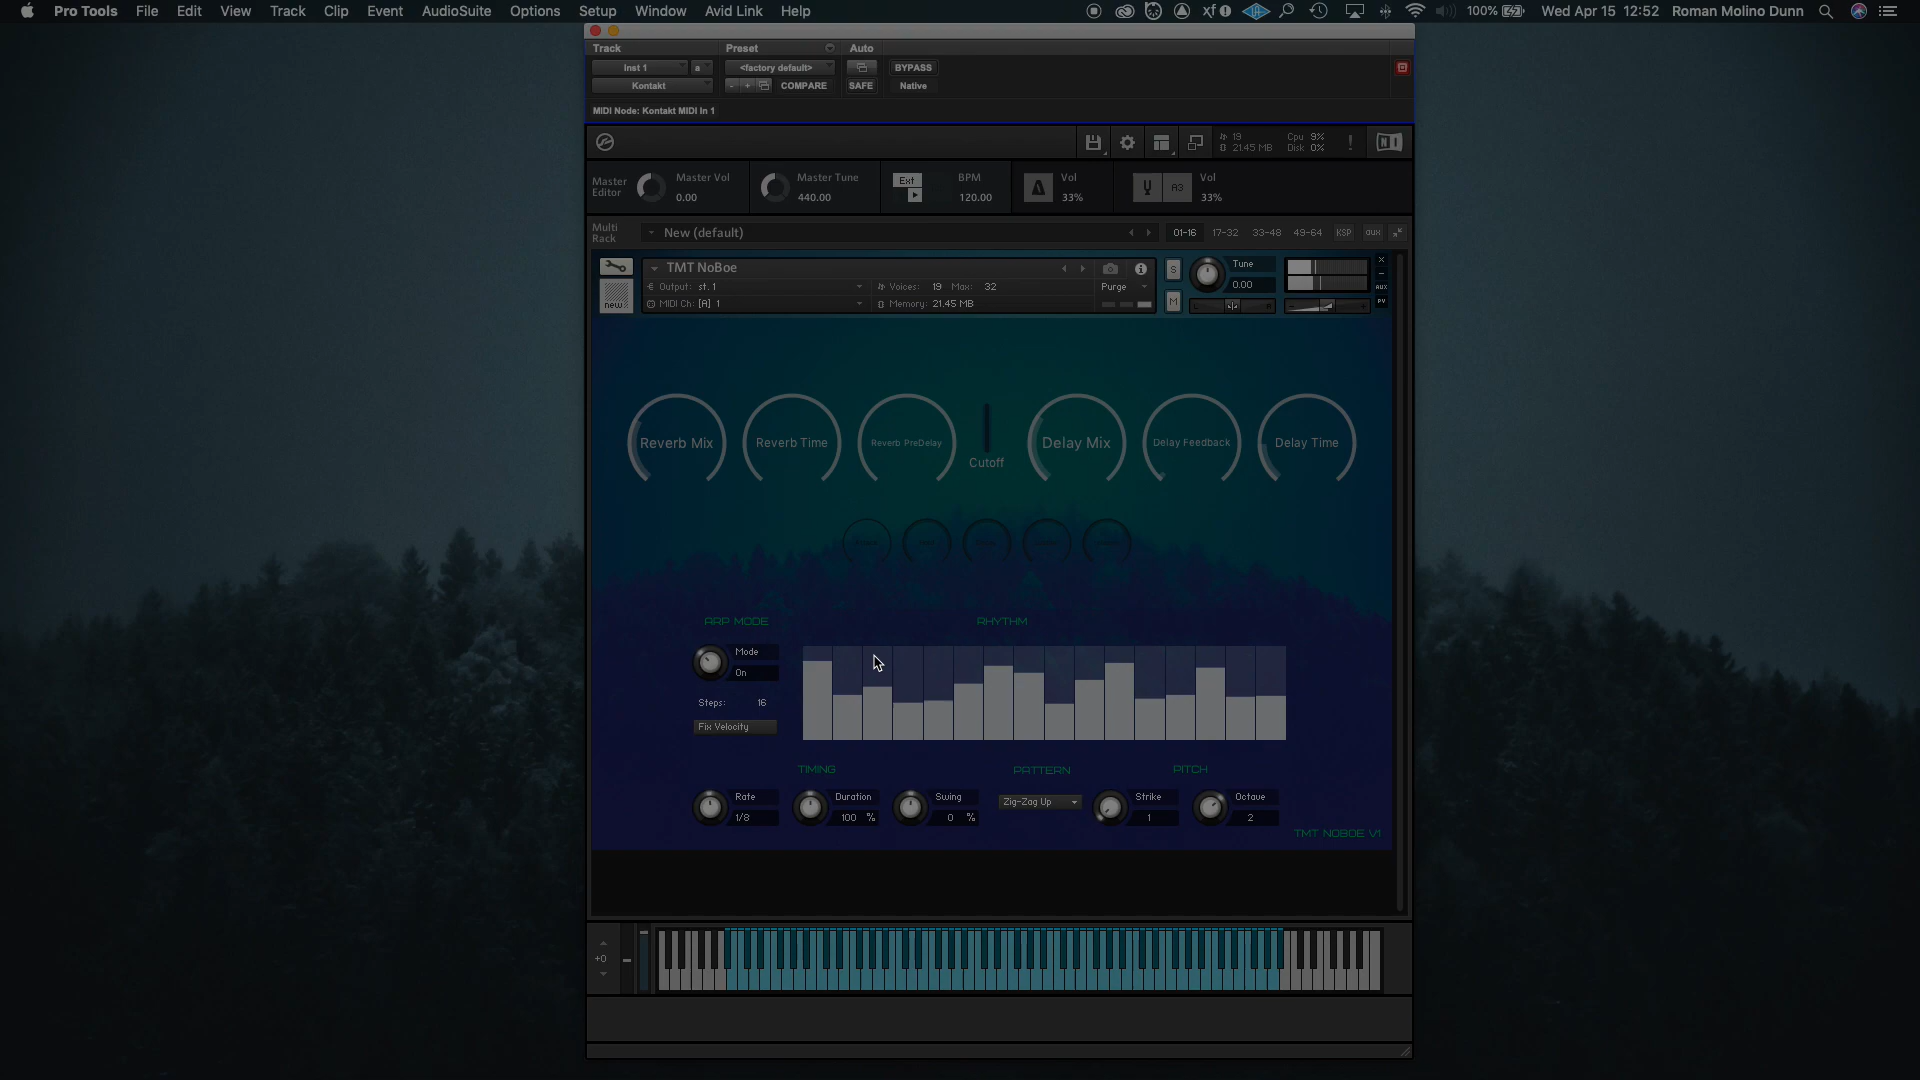 Pro Tools File Edit View Track Clip Event AudioSuite Options Setup Window Avid Link Help 100% Wed Apr 15 12:52 Roman Molino Dunn
Track Preset Auto
Inst 1 a <factory default> BYPASS
Kontakt - + COMPARE SAFE Native
MIDI Node: Kontakt MIDI In 1
19 Cpu 9%
21.45 MB Disk 0% ! NI
Master Editor
Master Vol 0.00
Master Tune 440.00
Ext BPM 120.00
Vol 33%
A3 Vol 33%
Multi Rack New (default) 01-16 17-32 33-48 49-64 KSP aux
TMT NoBoe S Tune 0.00
new Output: st.1 Voices: 19 Max: 32 Purge AUX
MIDI Ch: [A] 1 Memory: 21.45 MB M PV
Reverb Mix Reverb Time Reverb PreDelay Cutoff Delay Mix Delay Feedback Delay Time
ARP MODE RHYTHM
Mode
On
Steps: 16
Fix Velocity
TIMING PATTERN PITCH
Rate Duration Swing Zig-Zag Up Strike Octave
1/8 100 % 0 % 1 2
TMT NOBOE V1
+0